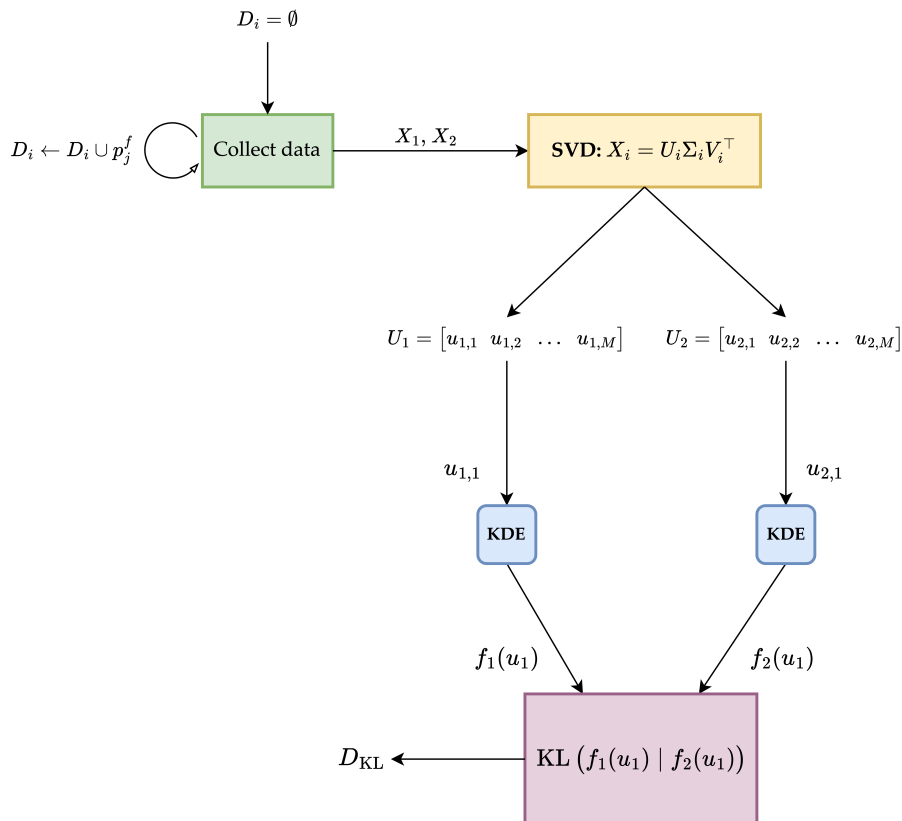 D_i = ∅
D_i ← D_i ∪ p_j^f
Collect data
X_1, X_2
SVD: X_i = U_i Σ_i V_i^⊤
U_1 = [u_{1,1} u_{1,2} … u_{1,M}]
U_2 = [u_{2,1} u_{2,2} … u_{2,M}]
u_{1,1}
u_{2,1}
KDE
KDE
f_1(u_1)
f_2(u_1)
D_KL
KL (f_1(u_1) | f_2(u_1))